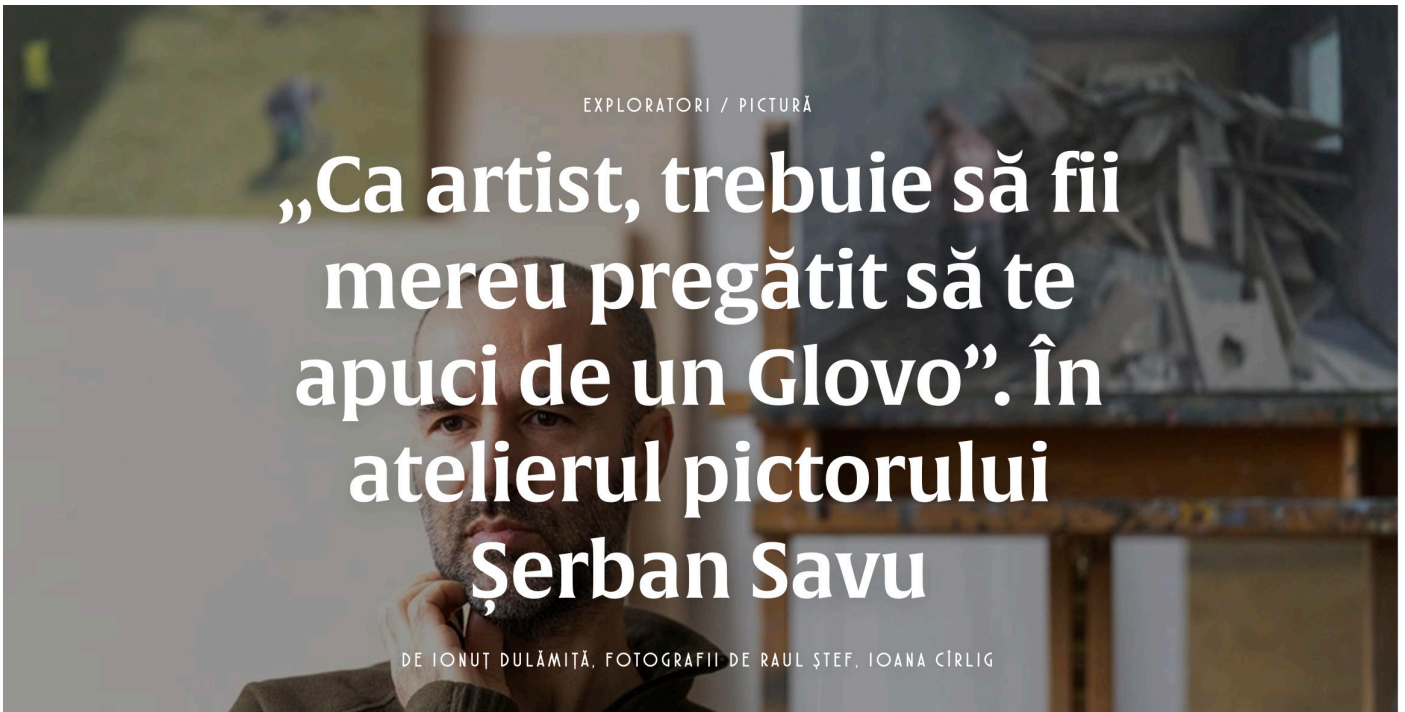 EXPLORATORI / PICTURĂ
„Ca artist, trebuie să fii
mereu pregătit să te
apuci de un Glovo”. În
atelierul pictorului
Șerban Savu
DE IONUȚ DULĂMIȚĂ, FOTOGRAFII DE RAUL ȘTEF, IOANA CÎRLIG